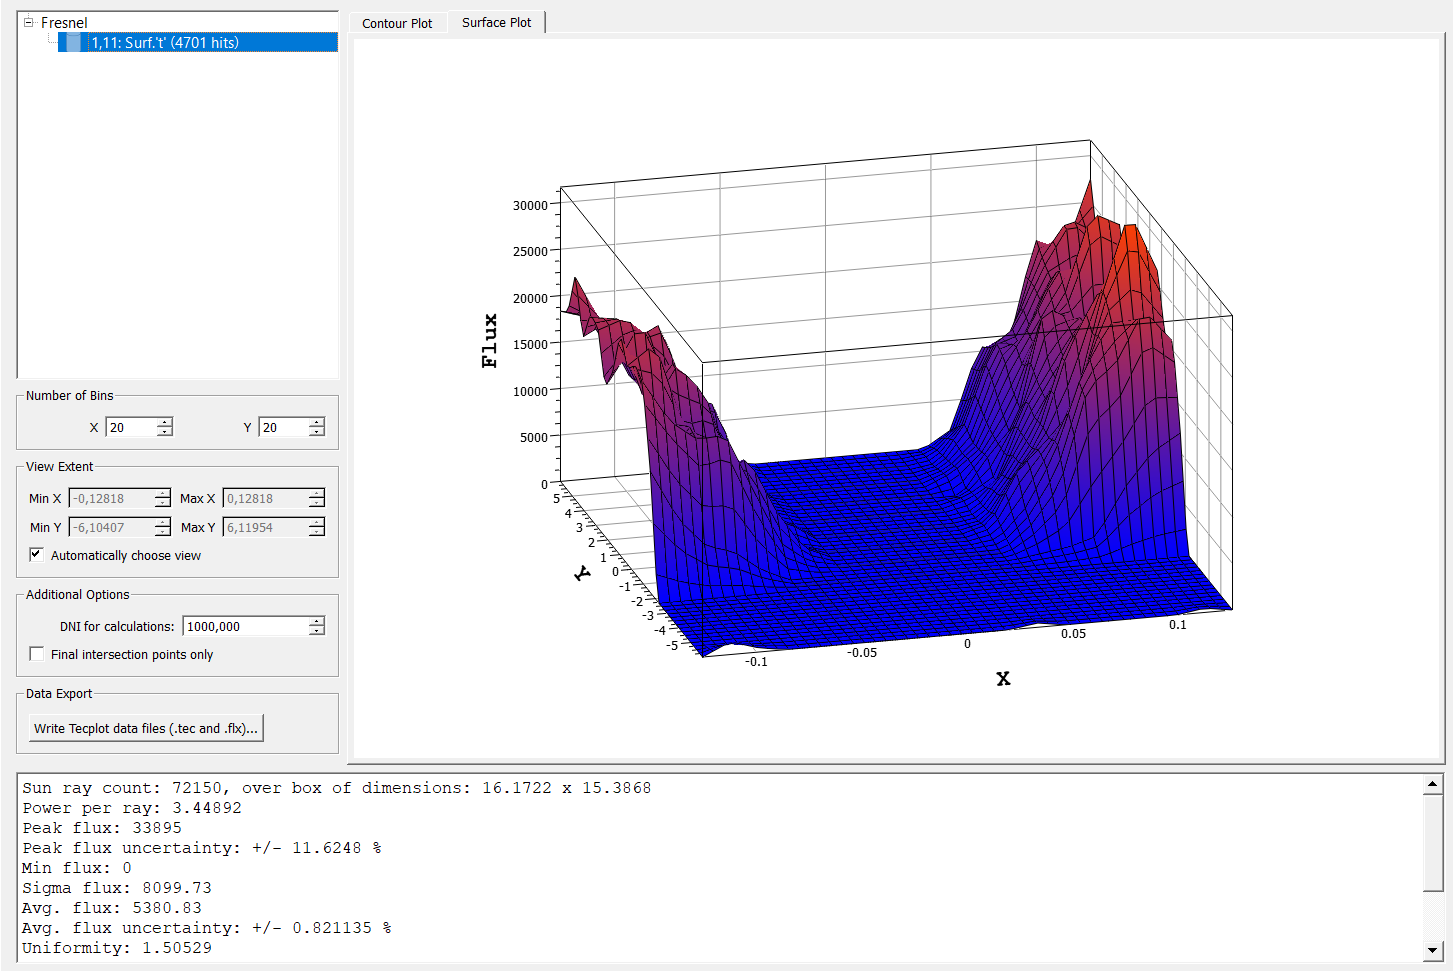 Fresnel
1,11: Surf.'t' (4701 hits)
Contour Plot
Surface Plot
Number of Bins
X 20
Y 20
View Extent
Min X -0,12818
Max X 0,12818
Min Y -6,10407
Max Y 6,11954
Automatically choose view
Additional Options
DNI for calculations: 1000,000
Final intersection points only
Data Export
Write Tecplot data files (.tec and .flx)...
Flux
30000
25000
20000
15000
10000
5000
0
5
4
3
2
1
0
-1
-2
-3
-4
-5
Y
-0.1
-0.05
0
0.05
0.1
X
Sun ray count: 72150, over box of dimensions: 16.1722 x 15.3868
Power per ray: 3.44892
Peak flux: 33895
Peak flux uncertainty: +/- 11.6248 %
Min flux: 0
Sigma flux: 8099.73
Avg. flux: 5380.83
Avg. flux uncertainty: +/- 0.821135 %
Uniformity: 1.50529